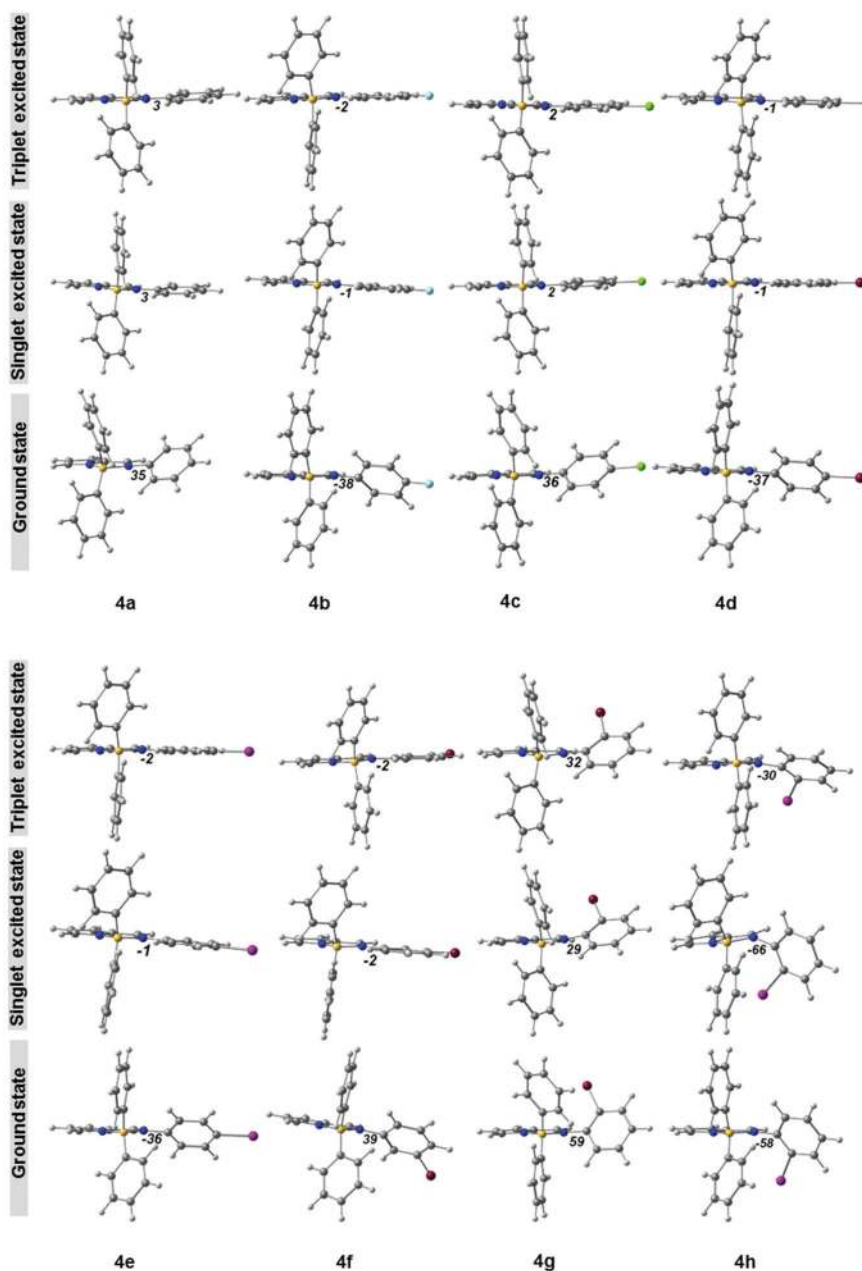 Triplet excited state
3
-2
2
-1
Singlet excited state
3
-1
2
-1
Ground state
35
-38
36
-37
4a
4b
4c
4d
Triplet excited state
-2
-2
32
-30
Singlet excited state
-1
-2
29
-66
Ground state
-36
39
59
-58
4e
4f
4g
4h